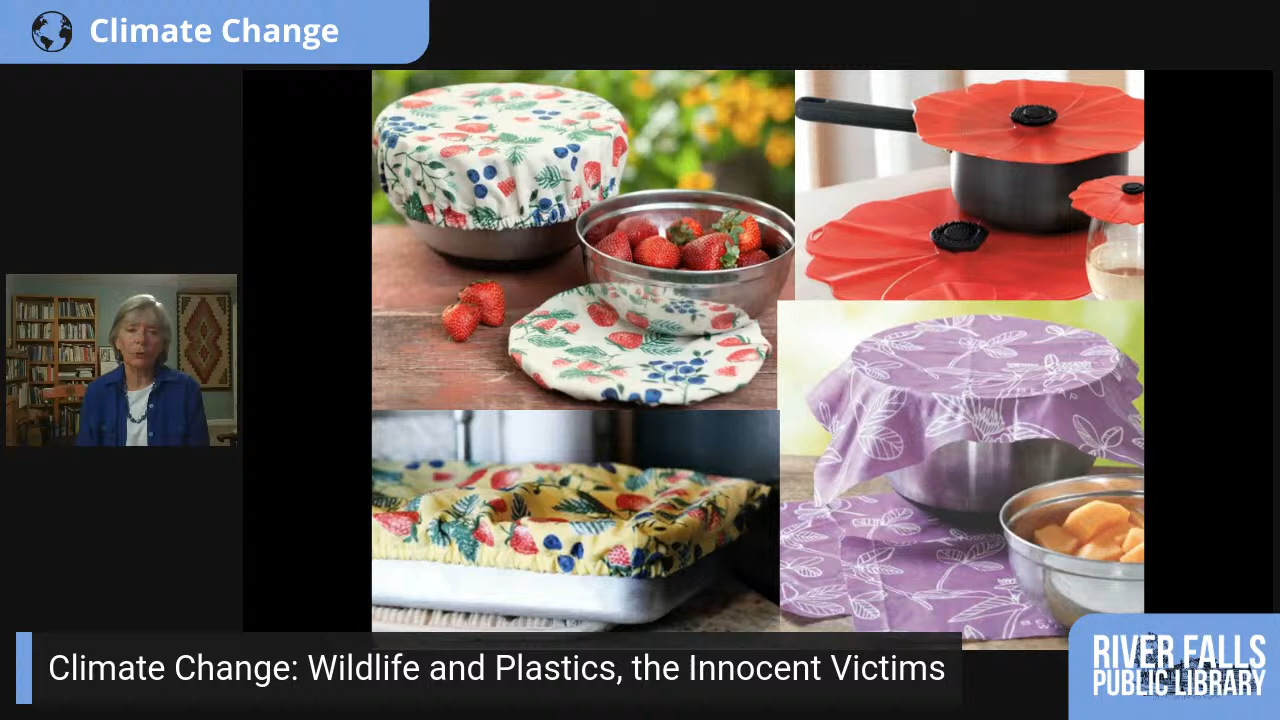 Climate Change
Climate Change: Wildlife and Plastics, the Innocent Victims
RIVER FALLS
PUBLIC LIBRARY